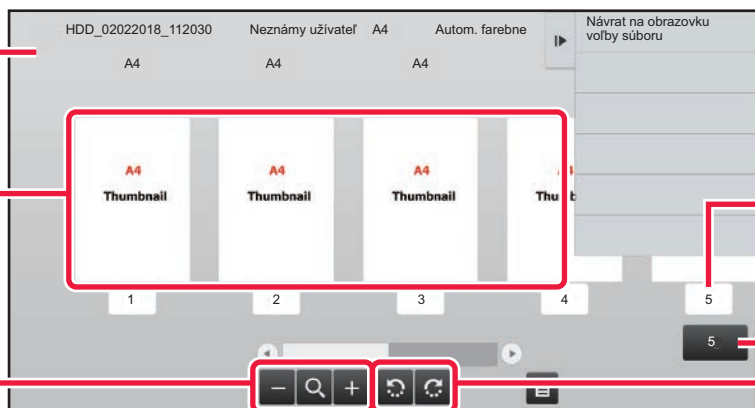 HDD_02022018_112030 Neznámy užívateľ A4 Autom. farebne
Návrat na obrazovku
voľby súboru
A4 A4 A4
A4 A4 A4
Thumbnail Thumbnail Thumbnail
1 2 3 4 5
5